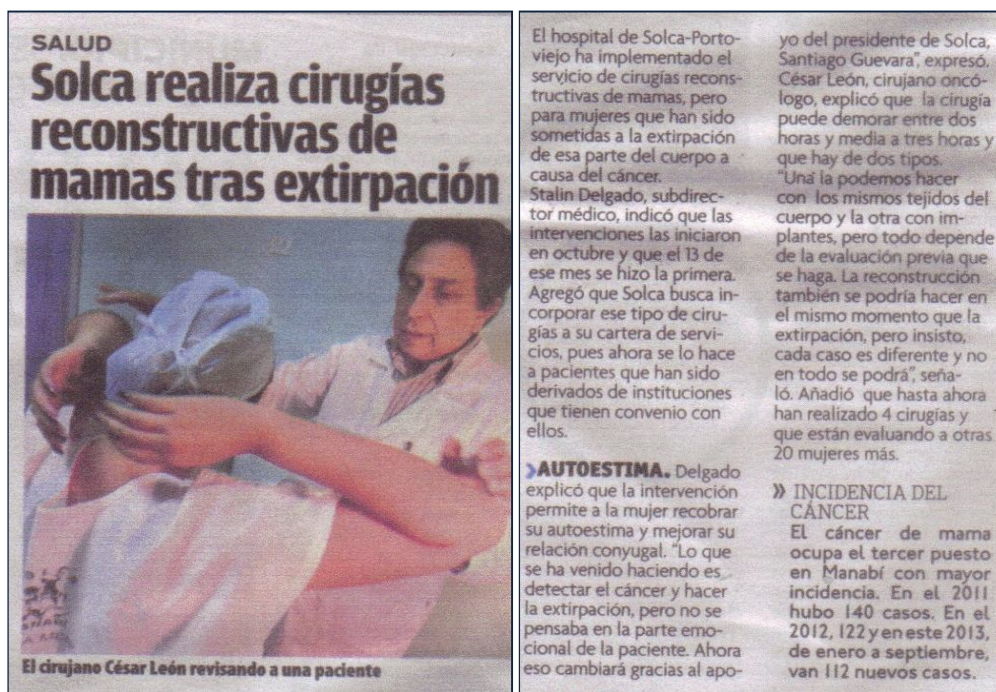 SALUD
Solca realiza cirugías
reconstructivas de
mamas tras extirpación
El cirujano César León revisando a una paciente
El hospital de Solca-Porto-
viejo ha implementado el
servicio de cirugías recons-
tructivas de mamas, pero
para mujeres que han sido
sometidas a la extirpación
de esa parte del cuerpo a
causa del cáncer.
Stalin Delgado, subdirec-
tor médico, indicó que las
intervenciones las iniciaron
en octubre y que el 13 de
ese mes se hizo la primera.
Agregó que Solca busca in-
corporar ese tipo de ciru-
gías a su cartera de servi-
cios, pues ahora se lo hace
a pacientes que han sido
derivados de instituciones
que tienen convenio con
ellos.
AUTOESTIMA. Delgado
explicó que la intervención
permite a la mujer recobrar
su autoestima y mejorar su
relación conyugal. "Lo que
se ha venido haciendo es
detectar el cáncer y hacer
la extirpación, pero no se
pensaba en la parte emo-
cional de la paciente. Ahora
eso cambiará gracias al apo-
yo del presidente de Solca,
Santiago Guevara", expresó.
César León, cirujano oncó-
logo, explicó que la cirugía
puede demorar entre dos
horas y media a tres horas y
que hay de dos tipos.
"Una la podemos hacer
con los mismos tejidos del
cuerpo y la otra con im-
plantes, pero todo depende
de la evaluación previa que
se haga. La reconstrucción
también se podría hacer en
el mismo momento que la
extirpación, pero insisto,
cada caso es diferente y no
en todo se podrá", seña-
ló. Añadió que hasta ahora
han realizado 4 cirugías y
que están evaluando a otras
20 mujeres más.
» INCIDENCIA DEL
CÁNCER
El cáncer de mama
ocupa el tercer puesto
en Manabí con mayor
incidencia. En el 2011
hubo 140 casos. En el
2012, 122 y en este 2013,
de enero a septiembre,
van 112 nuevos casos.